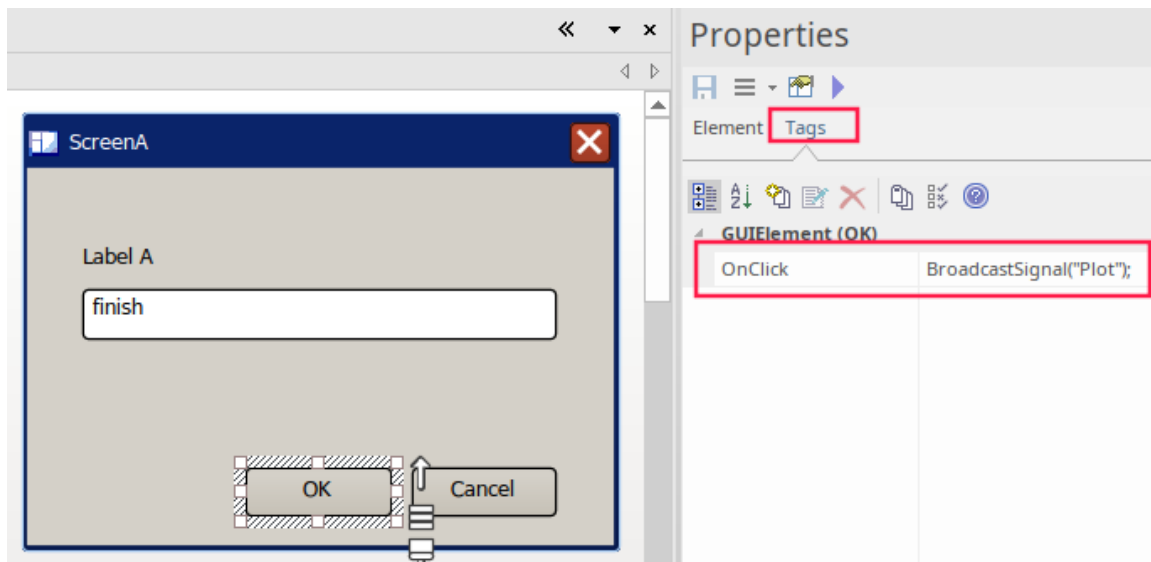 Properties
Element Tags
ScreenA
GUIElement (OK)
Label A
OnClick BroadcastSignal("Plot");
finish
OK Cancel